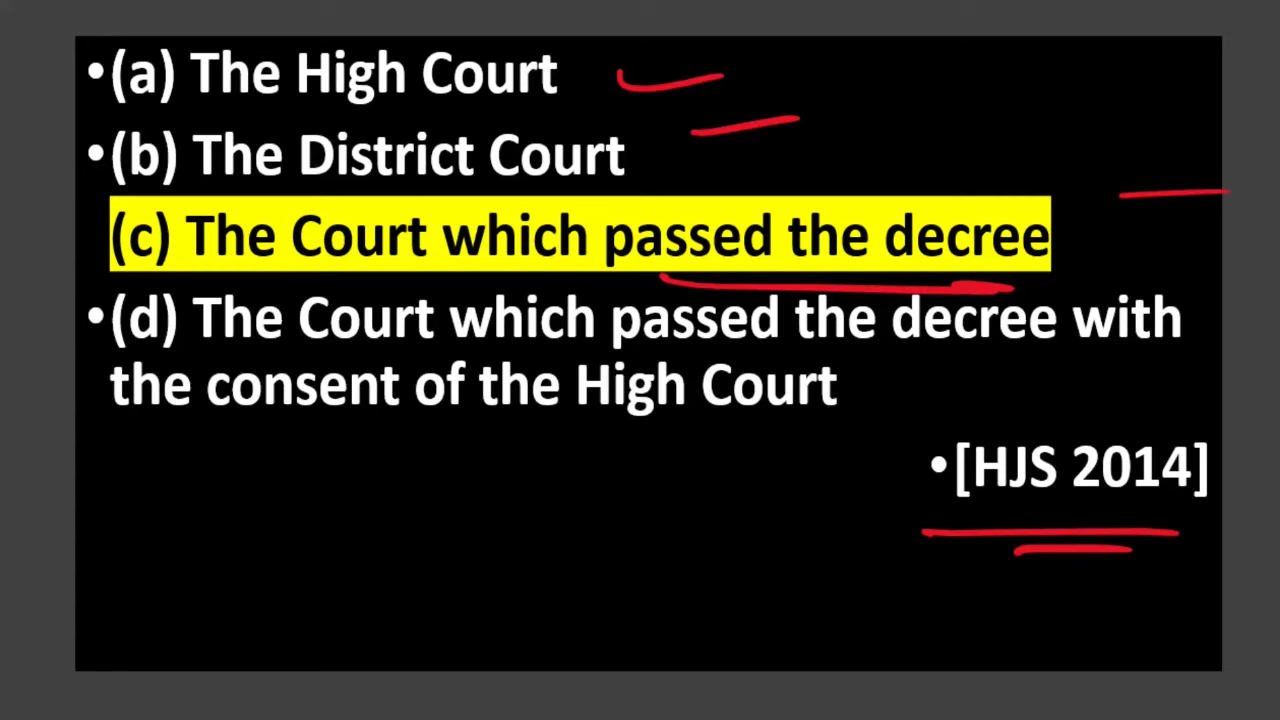 •(a) The High Court
•(b) The District Court
(c) The Court which passed the decree
•(d) The Court which passed the decree with
the consent of the High Court
•[HJS 2014]